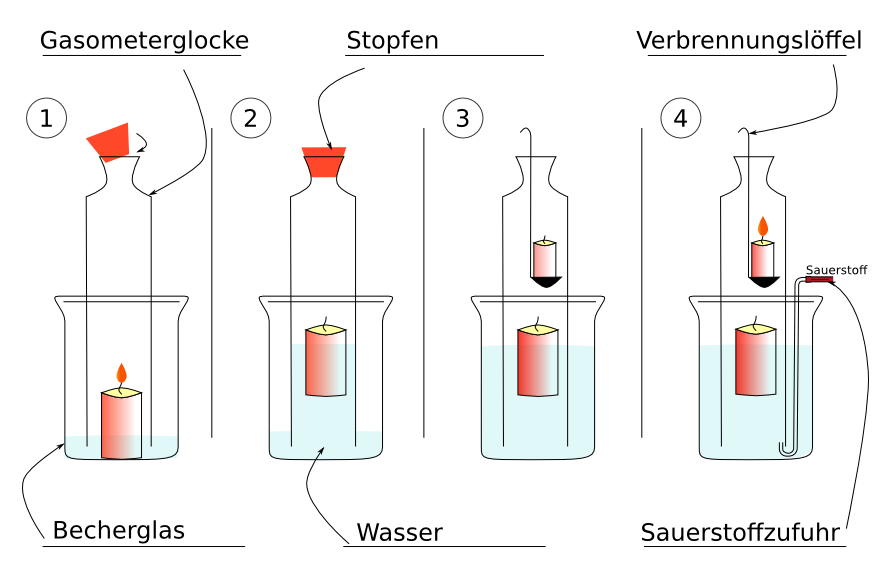 Gasometerglocke
Stopfen
Verbrennungslöffel
1
2
3
4
Sauerstoff
Becherglas
Wasser
Sauerstoffzufuhr